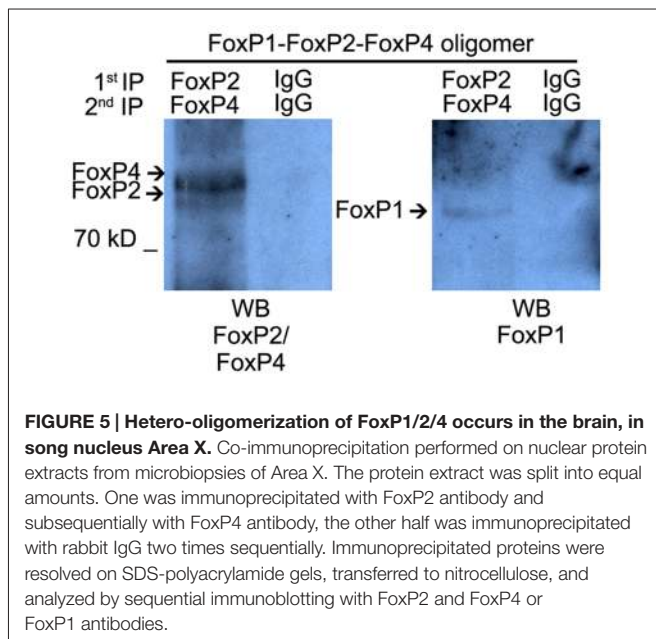 FoxP1-FoxP2-FoxP4 oligomer
1st IP FoxP2 IgG FoxP2 IgG
2nd IP FoxP4 IgG FoxP4 IgG
FoxP4 →
FoxP2 →
FoxP1 →
70 kD _
WB WB
FoxP2/ FoxP1
FoxP4
FIGURE 5 | Hetero-oligomerization of FoxP1/2/4 occurs in the brain, in
song nucleus Area X. Co-immunoprecipitation performed on nuclear protein
extracts from microbiopsies of Area X. The protein extract was split into equal
amounts. One was immunoprecipitated with FoxP2 antibody and
subsequentially with FoxP4 antibody, the other half was immunoprecipitated
with rabbit IgG two times sequentially. Immunoprecipitated proteins were
resolved on SDS-polyacrylamide gels, transferred to nitrocellulose, and
analyzed by sequential immunoblotting with FoxP2 and FoxP4 or
FoxP1 antibodies.